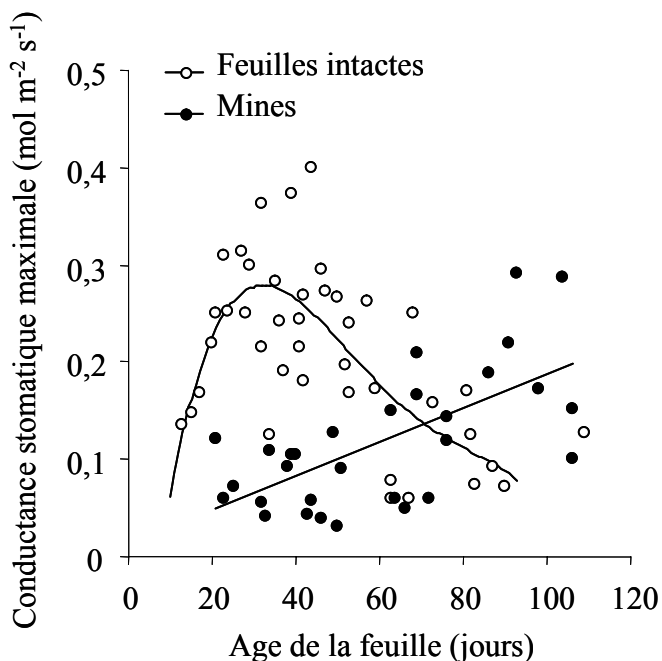 Conductance stomatique maximale (mol m⁻² s⁻¹)
Feuilles intactes
Mines
0,5
0,4
0,3
0,2
0,1
0
0 20 40 60 80 100 120
Age de la feuille (jours)